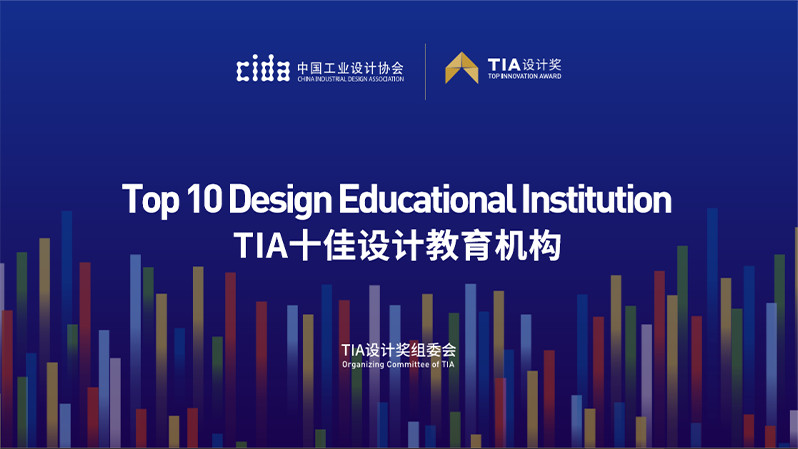 cida 中国工业设计协会
CHINA INDUSTRIAL DESIGN ASSOCIATION
TIA设计奖
TOP INNOVATION AWARD
Top 10 Design Educational Institution
TIA十佳设计教育机构
TIA设计奖组委会
Organizing Committee of TIA